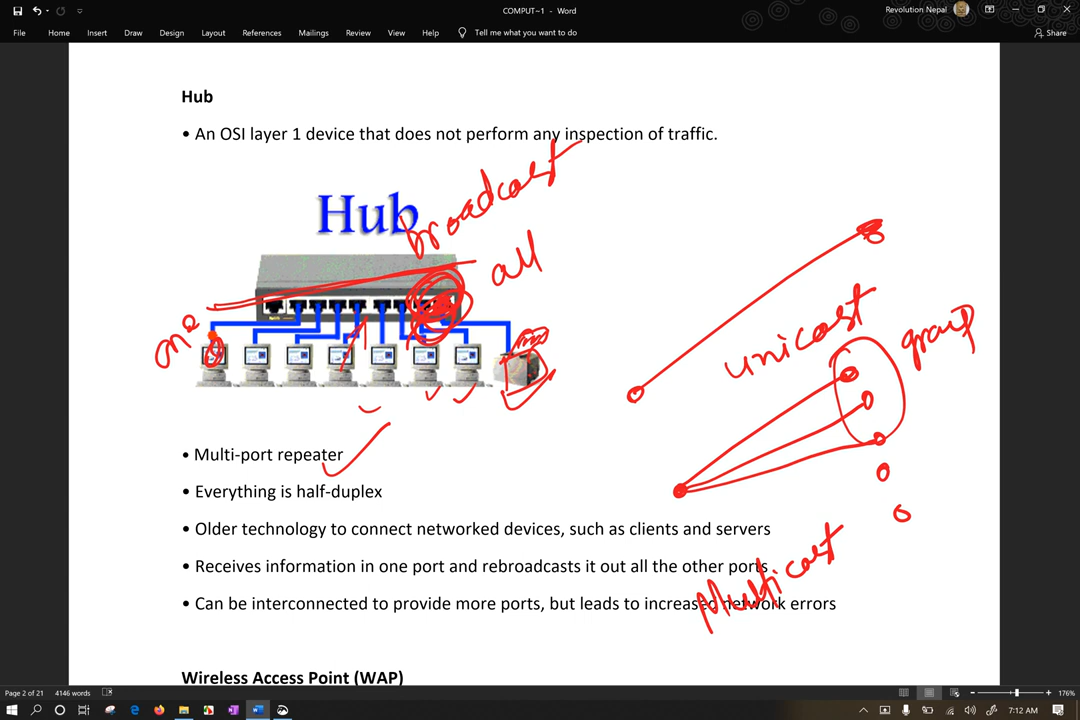 COMPUT~1 - Word
Revolution Nepal
File Home Insert Draw Design Layout References Mailings Review View Help Tell me what you want to do
Share
Hub
• An OSI layer 1 device that does not perform any inspection of traffic.
Hub
broadcast
all
one
unicast
group
Multicast
• Multi-port repeater
• Everything is half-duplex
• Older technology to connect networked devices, such as clients and servers
• Receives information in one port and rebroadcasts it out all the other ports
• Can be interconnected to provide more ports, but leads to increased network errors
Wireless Access Point (WAP)
Page 2 of 21 4146 words
176%
7:12 AM